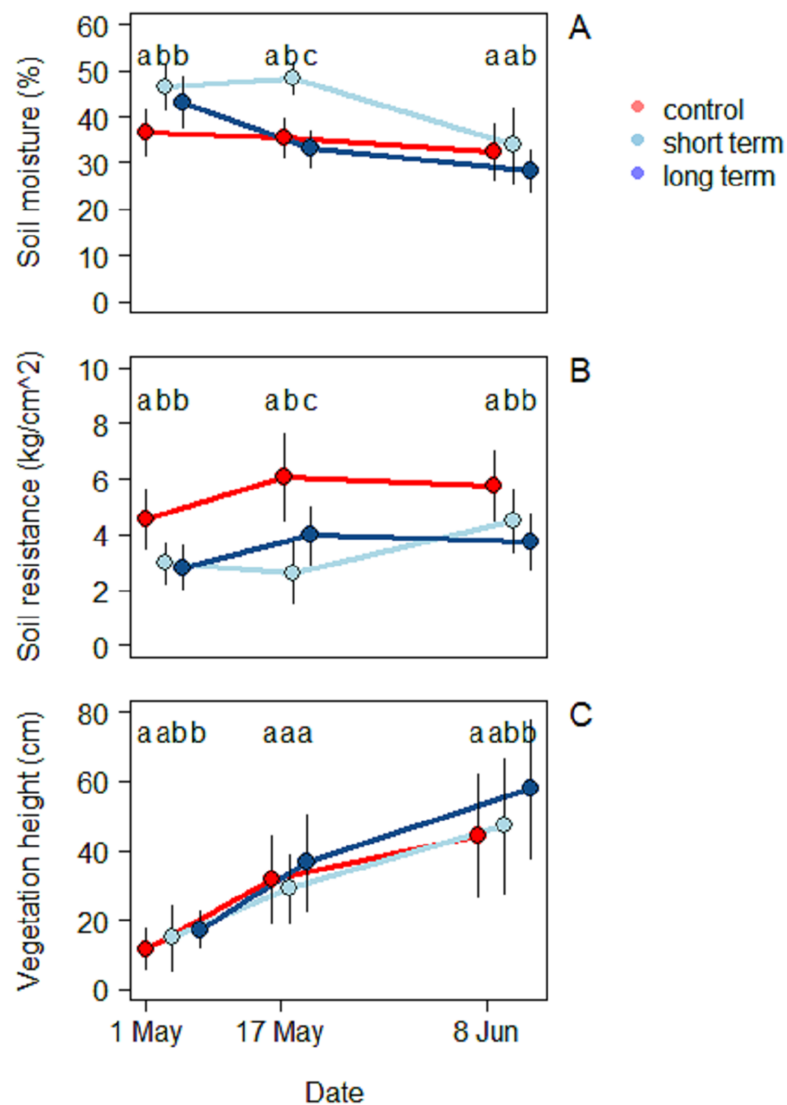 A
Soil moisture (%)
60
50
40
30
20
10
0
abb
abc
aab
control
short term
long term
B
Soil resistance (kg/cm^2)
10
8
6
4
2
0
abb
abc
abb
C
Vegetation height (cm)
80
60
40
20
0
a ab b
aaa
a ab b
1 May
17 May
8 Jun
Date